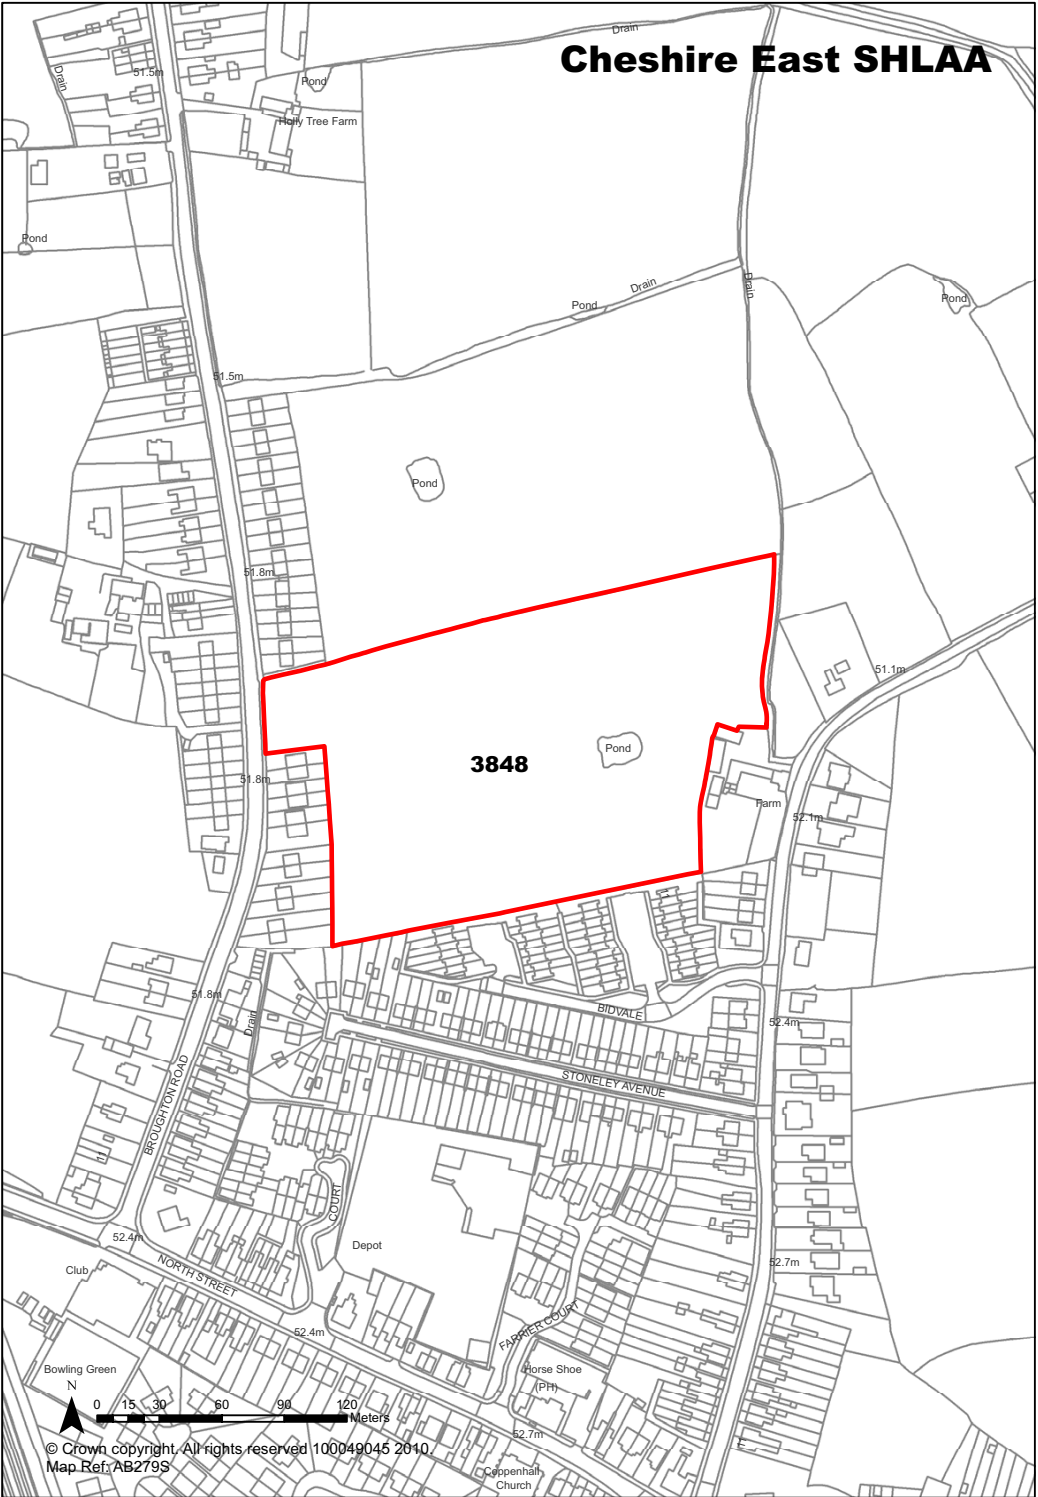 Drain
Cheshire East SHLAA
Drain
51.5m
Pond
Holly Tree Farm
Pond
Drain
Drain
Pond
Pond
51.5m
Pond
51.8m
51.1m
Pond
3848
51.8m
Farm
52.1m
11
51.8m
Drain
BIDVALE
52.4m
STONELEY AVENUE
BROUGHTON ROAD
11
COURT
52.4m
Depot
Club
NORTH STREET
52.7m
FARRIER COURT
52.4m
Bowling Green
Horse Shoe
(PH)
N
0 15 30 60 90 120
Meters
52.7m
11
© Crown copyright. All rights reserved 100049045 2010.
Map Ref: AB279S
Coppenhall
Church